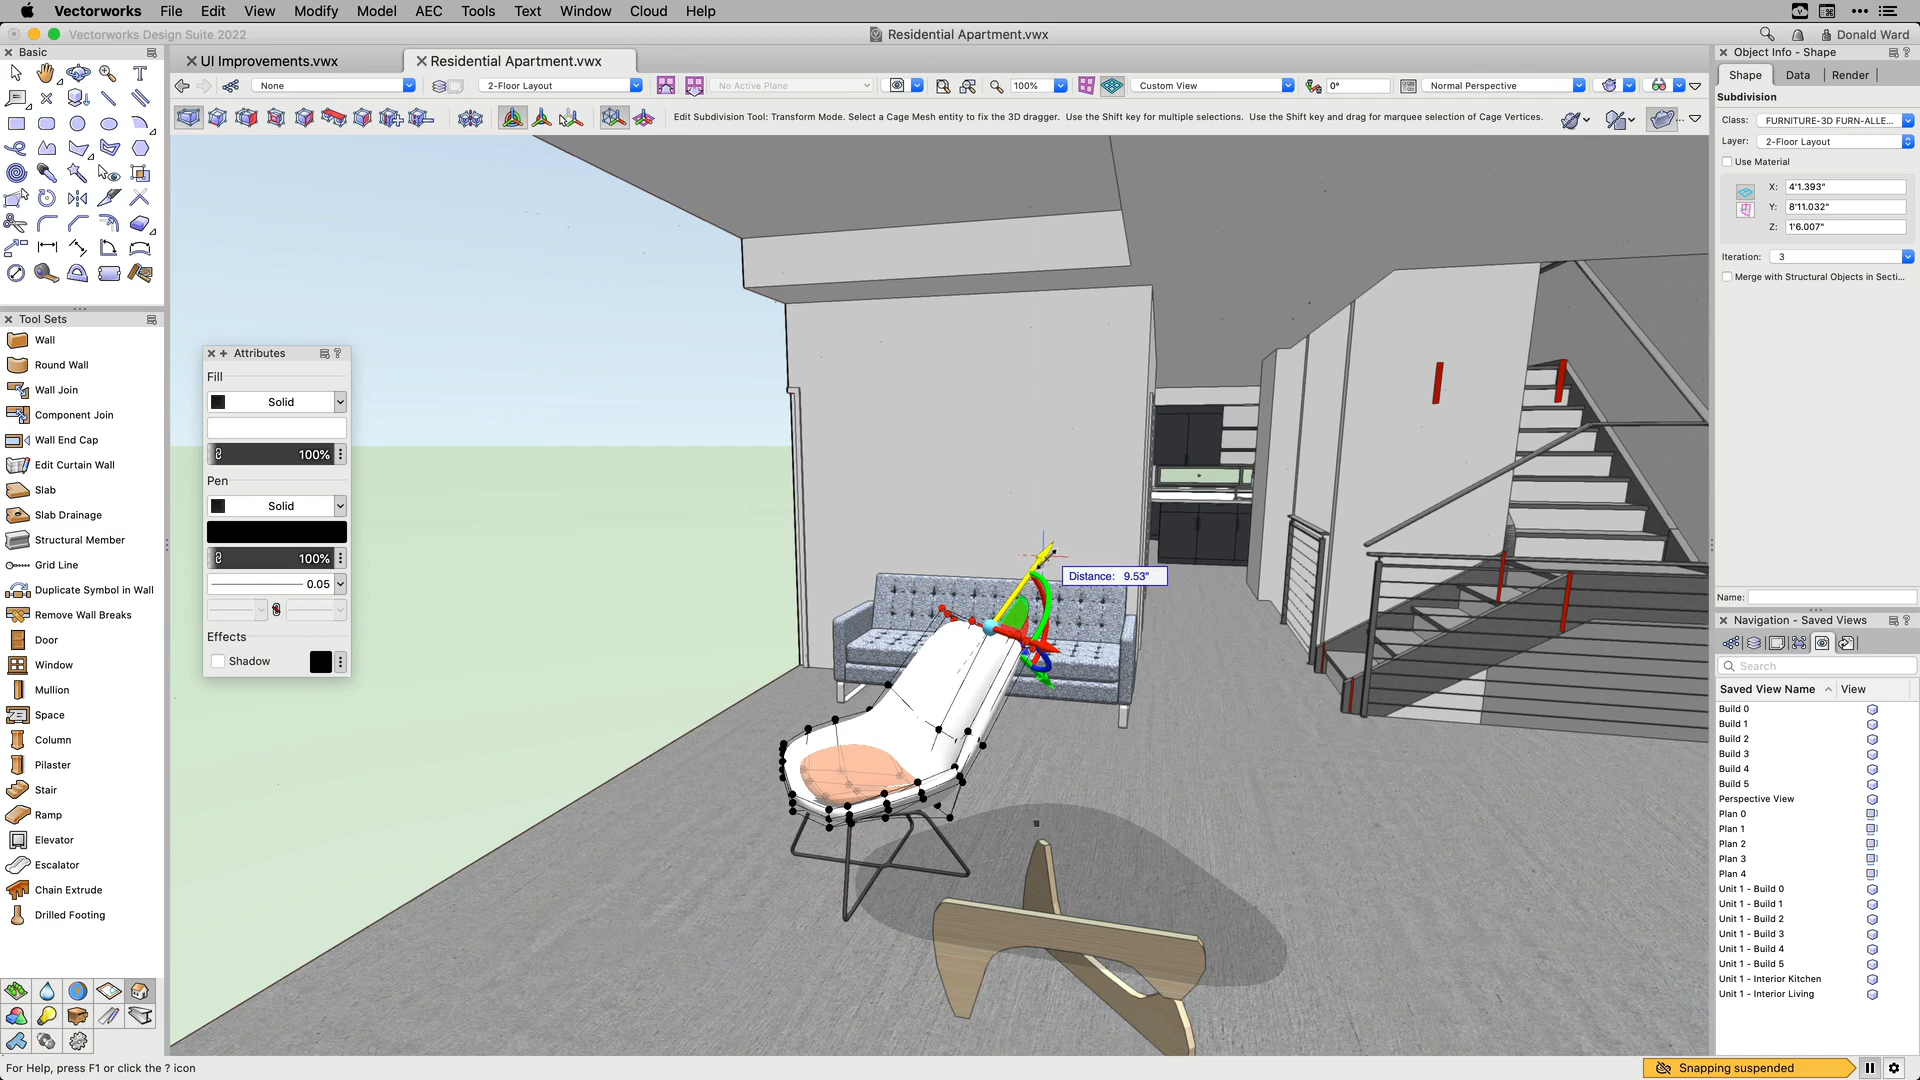 Vectorworks File Edit View Modify Model AEC Tools Text Window Cloud Help
Vectorworks Design Suite 2022
Residential Apartment.vwx
Donald Ward
Basic
UI Improvements.vwx
Residential Apartment.vwx
None
2-Floor Layout
No Active Plane
100%
Custom View
0°
Normal Perspective
Edit Subdivision Tool: Transform Mode. Select a Cage Mesh entity to fix the 3D dragger. Use the Shift key for multiple selections. Use the Shift key and drag for marquee selection of Cage Vertices.
Tool Sets
Wall
Round Wall
Wall Join
Component Join
Wall End Cap
Edit Curtain Wall
Slab
Slab Drainage
Structural Member
Grid Line
Duplicate Symbol in Wall
Remove Wall Breaks
Door
Window
Mullion
Space
Column
Pilaster
Stair
Ramp
Elevator
Escalator
Chain Extrude
Drilled Footing
Attributes
Fill
Solid
100%
Pen
Solid
100%
0.05
Effects
Shadow
Distance: 9.53"
Object Info - Shape
Shape Data Render
Subdivision
Class: FURNITURE-3D FURN-ALLE...
Layer: 2-Floor Layout
Use Material
X: 4'1.393"
Y: 8'11.032"
Z: 1'6.007"
Iteration: 3
Merge with Structural Objects in Secti...
Name:
Navigation - Saved Views
Search
Saved View Name View
Build 0
Build 1
Build 2
Build 3
Build 4
Build 5
Perspective View
Plan 0
Plan 1
Plan 2
Plan 3
Plan 4
Unit 1 - Build 0
Unit 1 - Build 1
Unit 1 - Build 2
Unit 1 - Build 3
Unit 1 - Build 4
Unit 1 - Build 5
Unit 1 - Interior Kitchen
Unit 1 - Interior Living
For Help, press F1 or click the ? icon
Snapping suspended